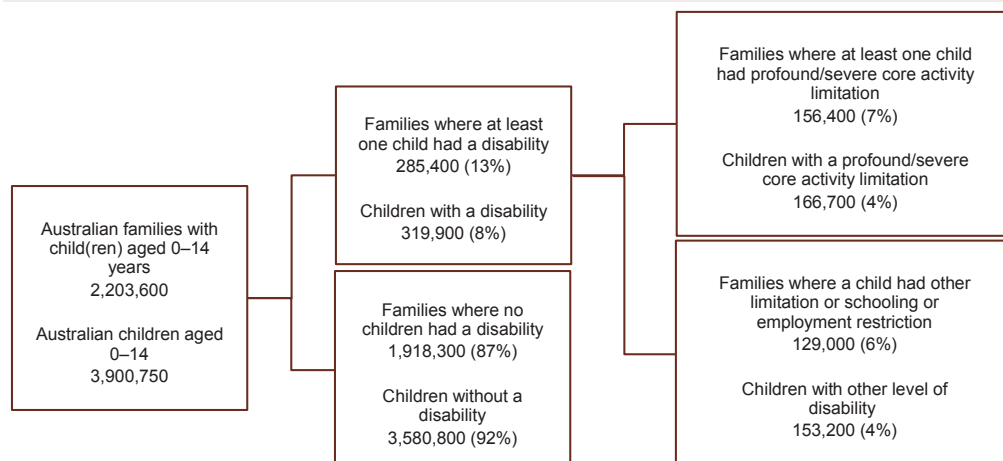 Australian families with
child(ren) aged 0–14
years
2,203,600
Australian children aged
0–14
3,900,750
Families where at least
one child had a disability
285,400 (13%)
Children with a disability
319,900 (8%)
Families where no
children had a disability
1,918,300 (87%)
Children without a
disability
3,580,800 (92%)
Families where at least one child
had profound/severe core activity
limitation
156,400 (7%)
Children with a profound/severe
core activity limitation
166,700 (4%)
Families where a child had other
limitation or schooling or
employment restriction
129,000 (6%)
Children with other level of
disability
153,200 (4%)